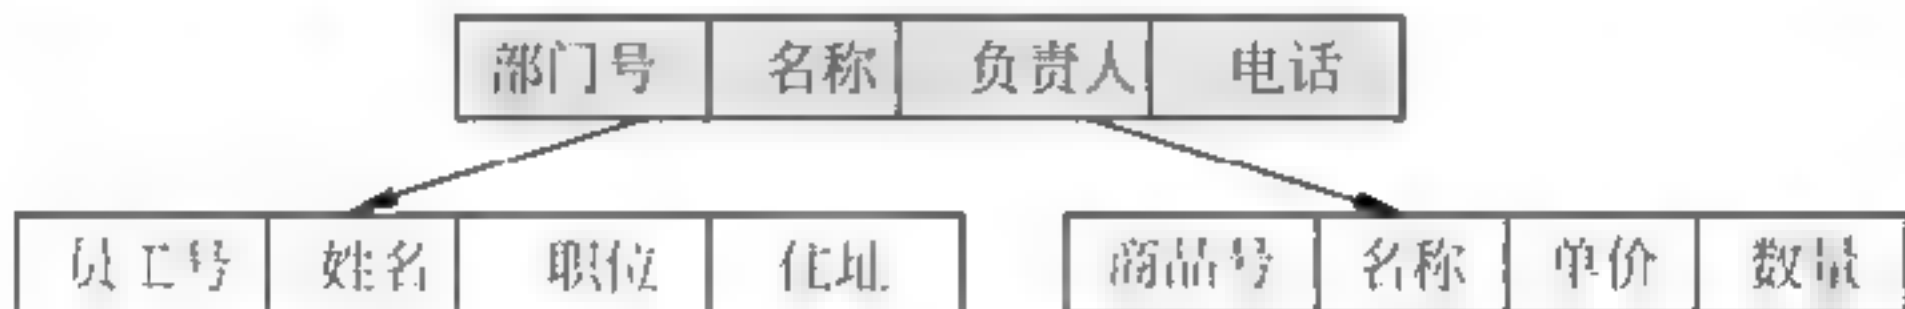 部门号 名称 负责人 电话
员工号 姓名 职位 住址 商品号 名称 单价 数量